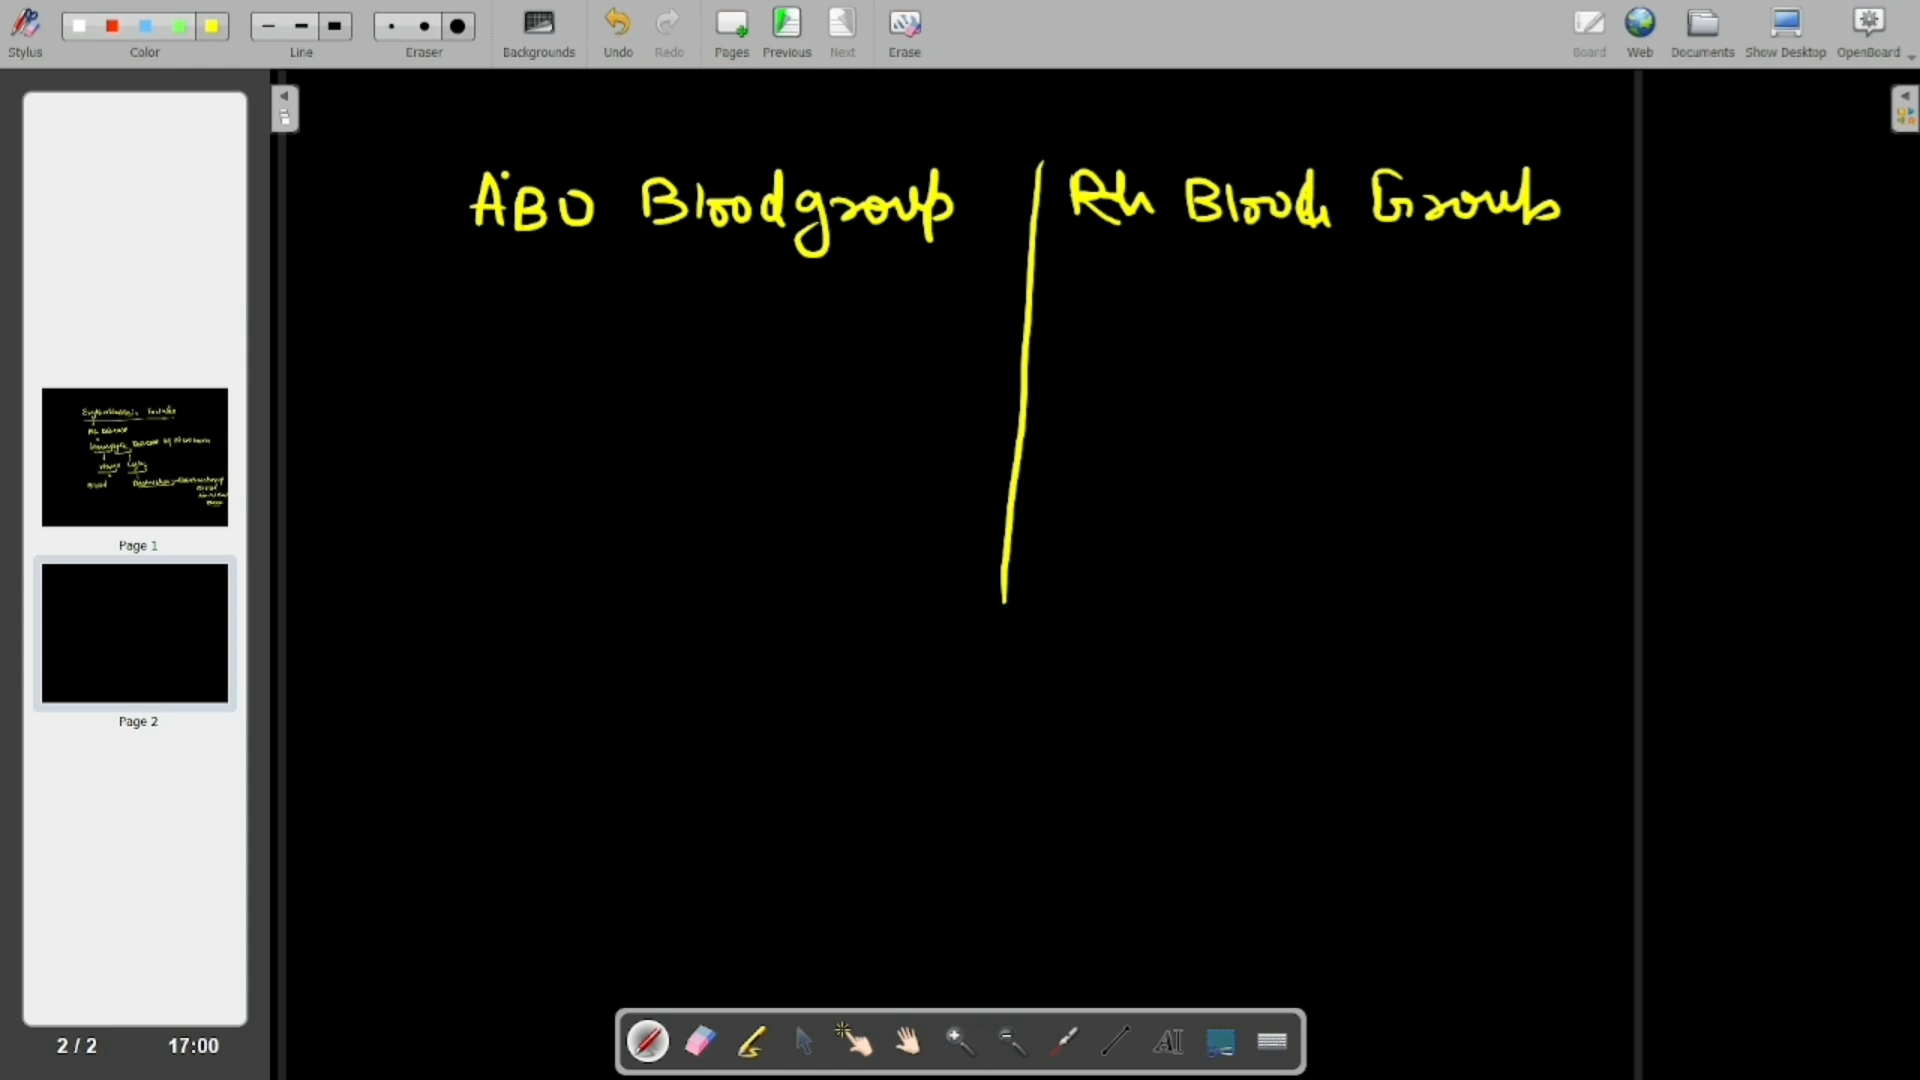 Stylus
Color
Line
Eraser
Backgrounds
Undo
Redo
Pages
Previous
Next
Erase
Board
Web
Documents
Show Desktop
OpenBoard
ABO Bloodgroup
Rh Blood Group
Page 1
Page 2
2 / 2
17:00
AI